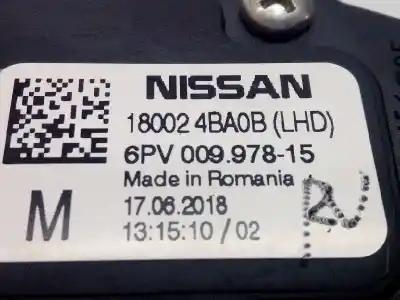 NISSAN
18002 4BA0B (LHD)
6PV 009.978-15
Made in Romania
M
17.06.2018
13:15:10 / 02